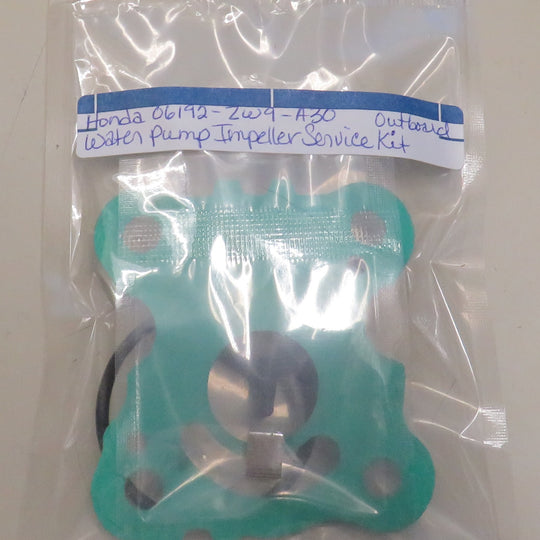 Honda 06192-ZW9-A30 Outboard
Water Pump Impeller Service Kit